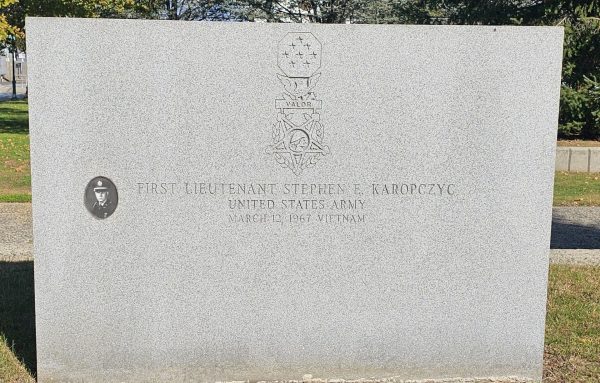 VALOR
FIRST LIEUTENANT STEPHEN E. KAROPCZYC
UNITED STATES ARMY
MARCH 12, 1967 VIETNAM